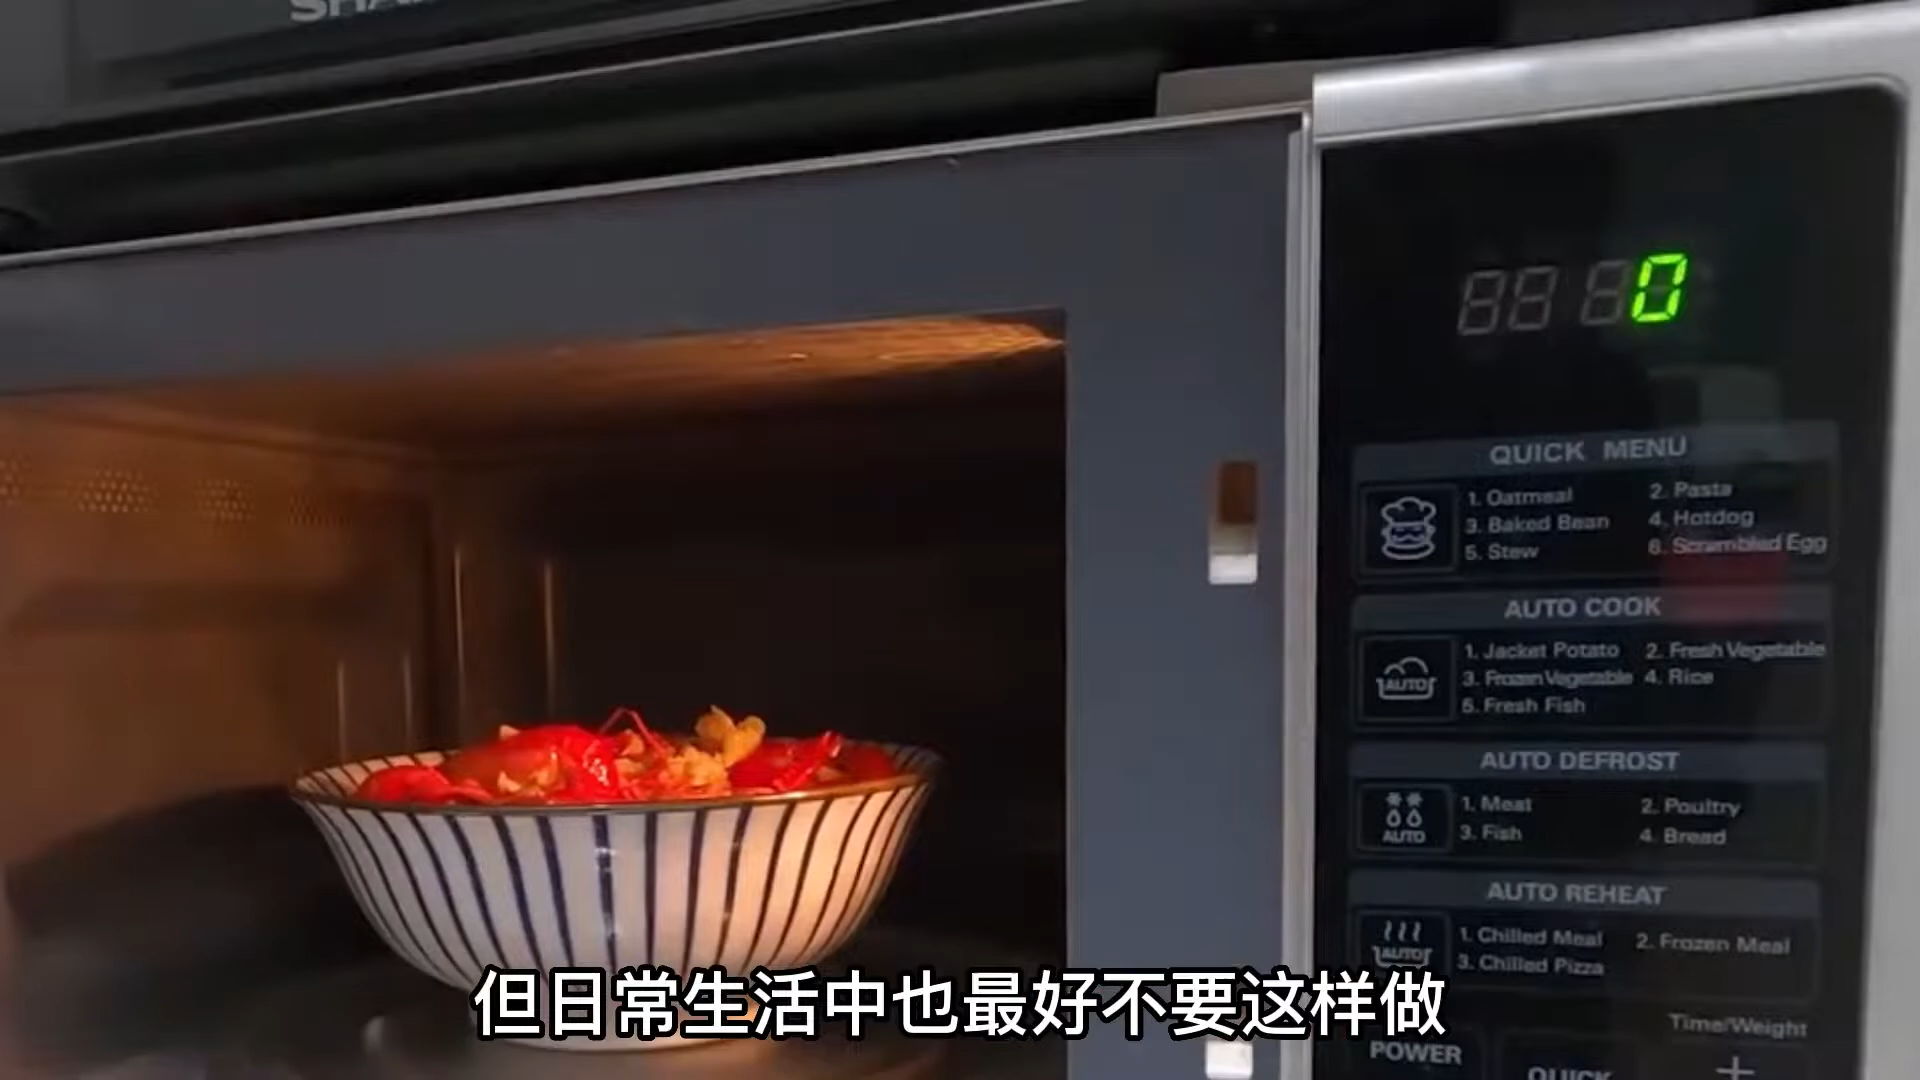 SHA
0
QUICK MENU
1. Oatmeal 2. Pasta
3. Baked Bean 4. Hotdog
5. Stew 6. Scrambled Egg
AUTO COOK
1. Jacket Potato 2. Fresh Vegetable
3. Frozen Vegetable 4. Rice
5. Fresh Fish
AUTO
AUTO DEFROST
1. Meat 2. Poultry
3. Fish 4. Bread
AUTO
AUTO REHEAT
1. Chilled Meal 2. Frozen Meal
3. Chilled Pizza
AUTO
但日常生活中也最好不要这样做
Time/Weight
POWER
QUICK
+